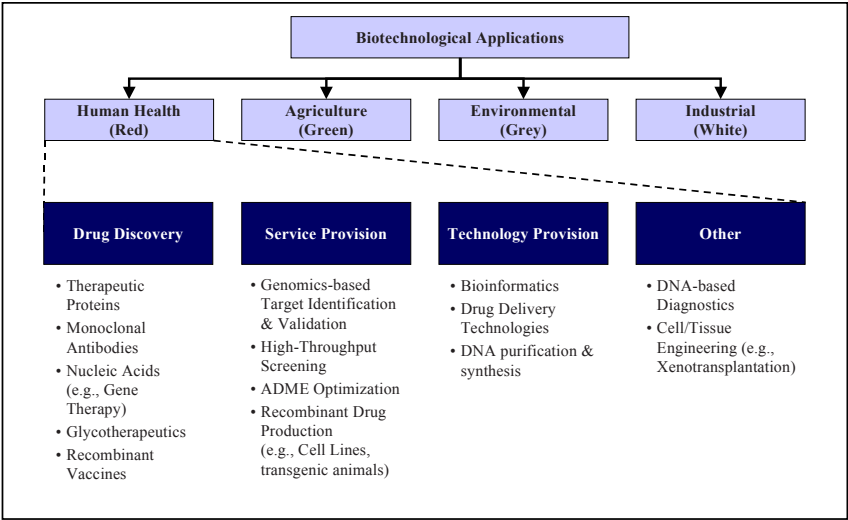 Biotechnological Applications
Human Health
(Red)
Agriculture
(Green)
Environmental
(Grey)
Industrial
(White)
Drug Discovery
Service Provision
Technology Provision
Other
• Therapeutic
Proteins
• Monoclonal
Antibodies
• Nucleic Acids
(e.g., Gene
Therapy)
• Glycotherapeutics
• Recombinant
Vaccines
• Genomics-based
Target Identification
& Validation
• High-Throughput
Screening
• ADME Optimization
• Recombinant Drug
Production
(e.g., Cell Lines,
transgenic animals)
• Bioinformatics
• Drug Delivery
Technologies
• DNA purification &
synthesis
• DNA-based
Diagnostics
• Cell/Tissue
Engineering (e.g.,
Xenotransplantation)